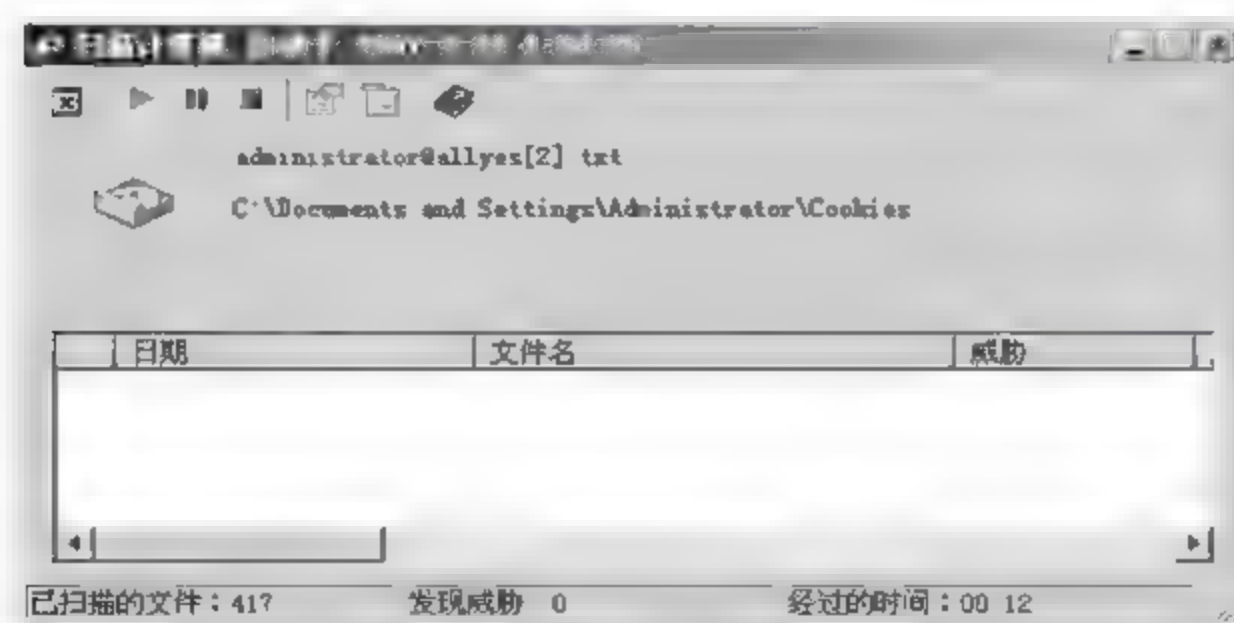 administrator@allyes[2] txt
C:\Documents and Settings\Administrator\Cookies
日期 文件名 威胁
已扫描的文件：417 发现威胁 0 经过的时间：00 12